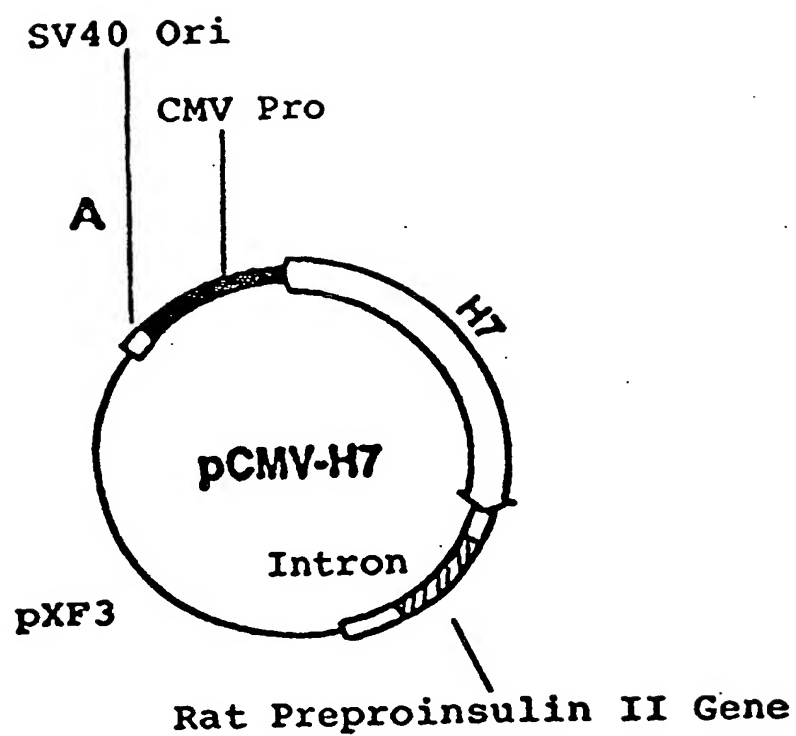 SV40 Ori
CMV Pro
A
H7
pCMV-H7
Intron
pXF3
Rat Preproinsulin II Gene